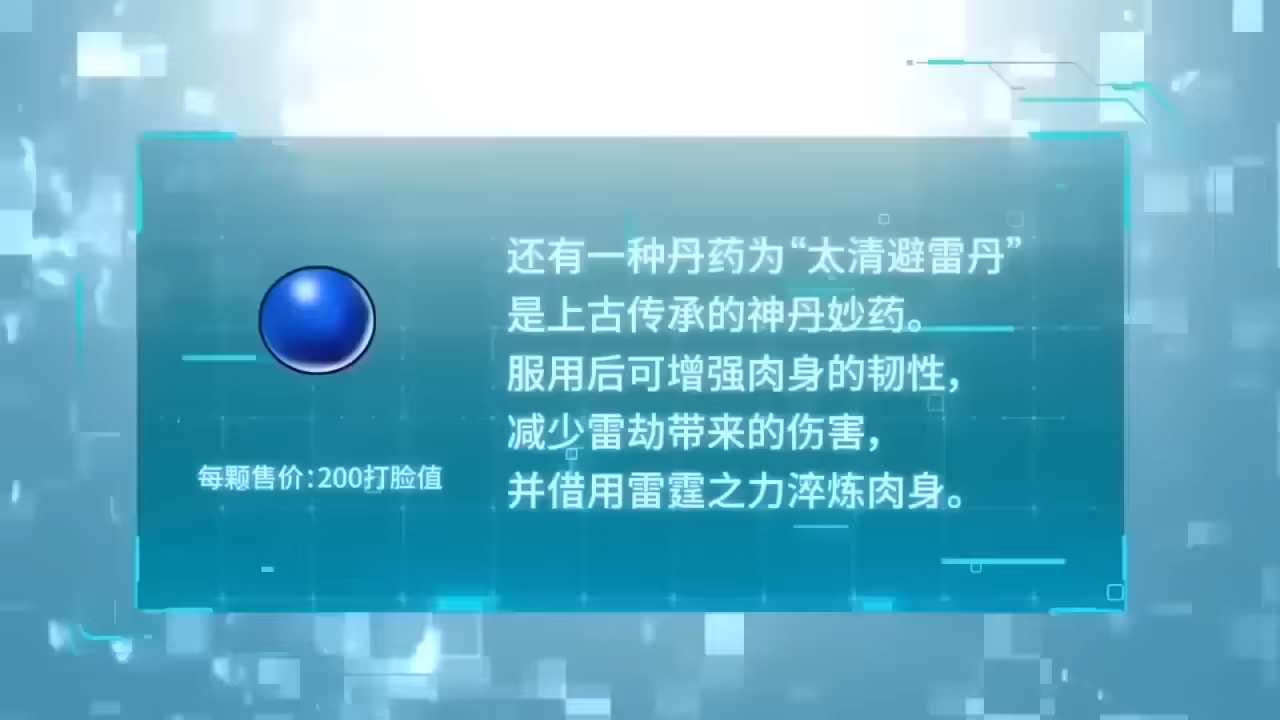 还有一种丹药为“太清避雷丹”
是上古传承的神丹妙药。
服用后可增强肉身的韧性，
减少雷劫带来的伤害，
并借用雷霆之力淬炼肉身。
每颗售价：200打脸值